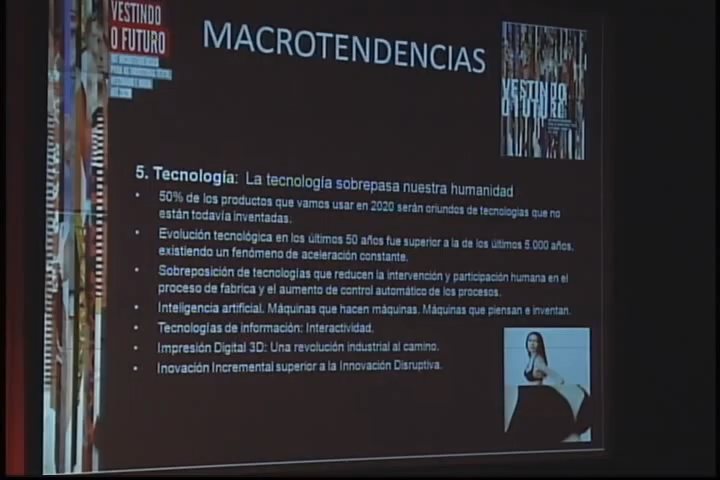 VESTINDO
O FUTURO
MACROTENDENCIAS
VESTINDO
O FUTURO
5. Tecnología: La tecnología sobrepasa nuestra humanidad
• 50% de los productos que vamos usar en 2020 serán oriundos de tecnologias que no
están todavía inventadas.
• Evolución tecnológica en los últimos 50 años fue superior a la de los últimos 5.000 años,
existiendo un fenómeno de aceleración constante.
• Sobreposición de tecnologías que reducen la intervención y participación humana en el
proceso de fabrica y el aumento de control automático de los procesos.
• Inteligencia artificial. Máquinas que hacen máquinas. Máquinas que piensan e inventan.
• Tecnologías de información: Interactividad.
• Impresión Digital 3D: Una revolución industrial al camino.
• Inovación Incremental superior a la Innovación Disruptiva.